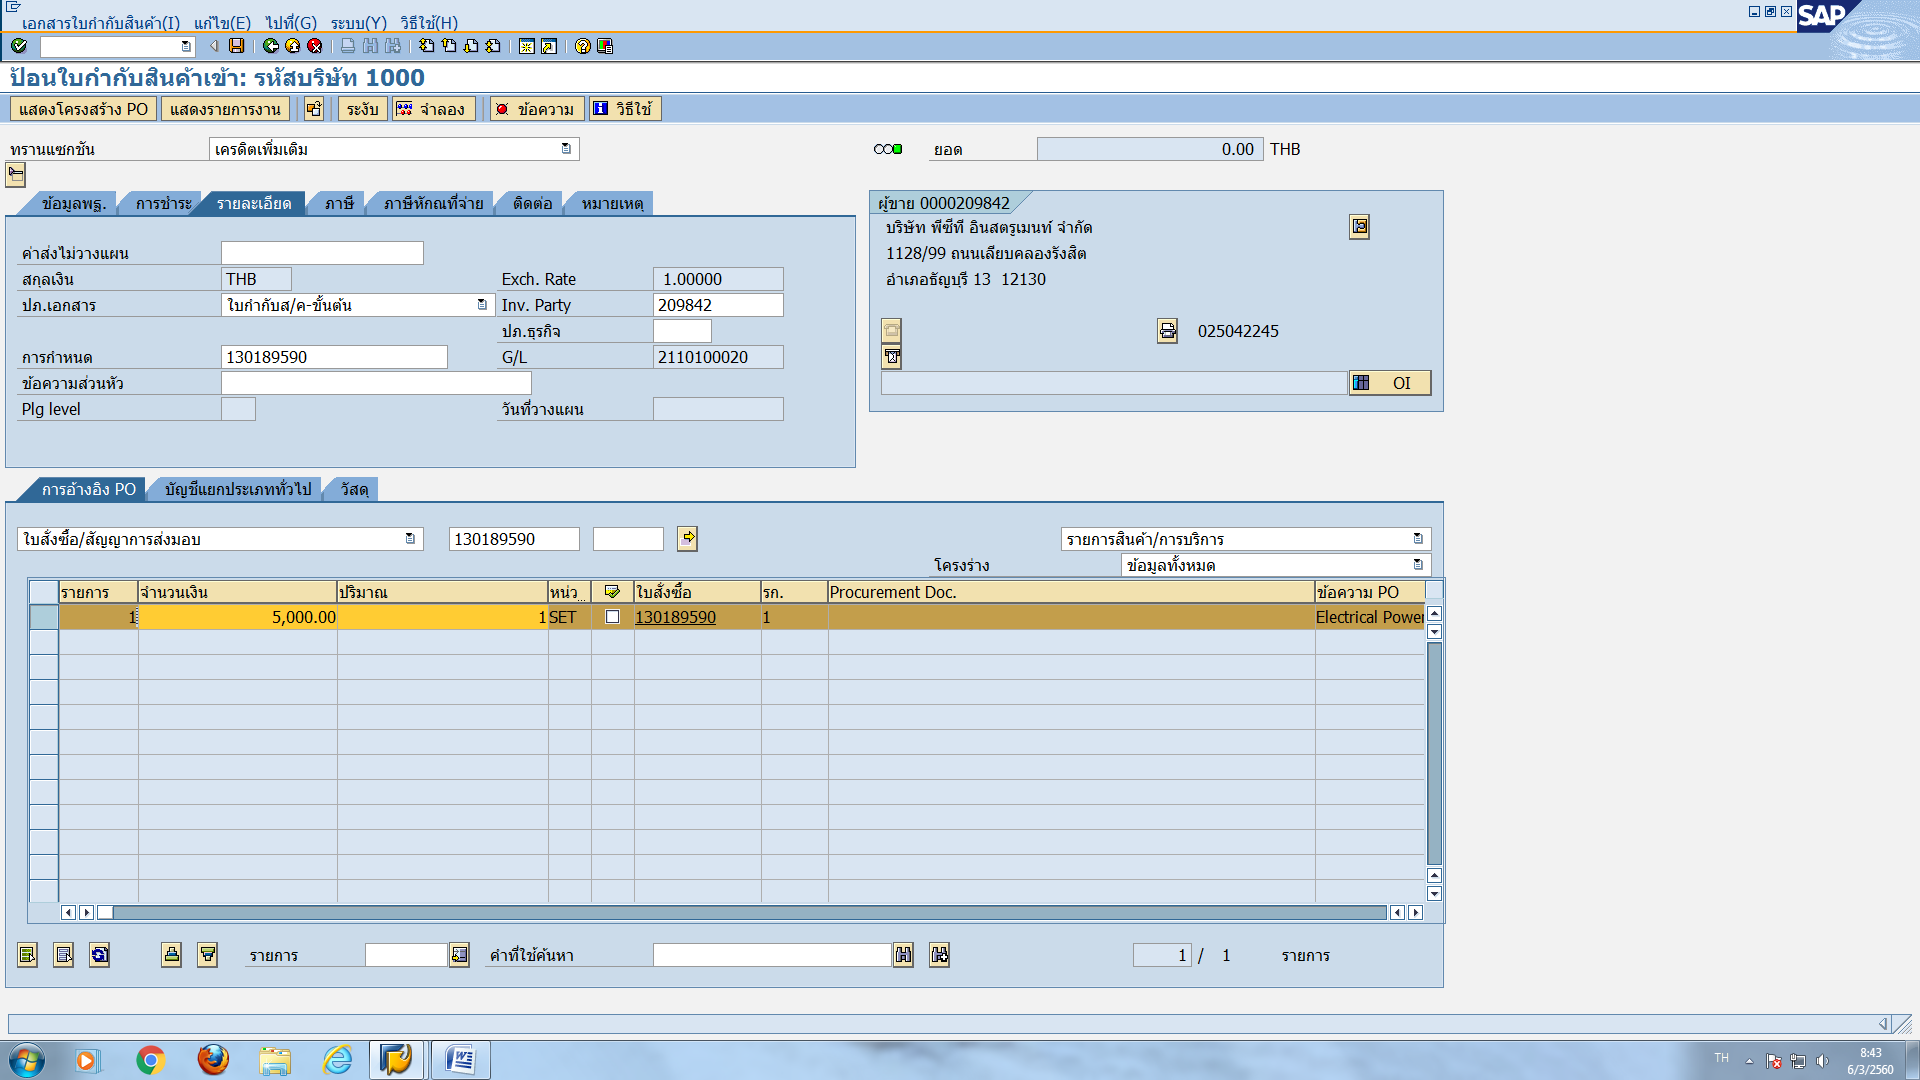 เอกสารใบกำกับสินค้า(I) แก้ไข(E) ไปที่(G) ระบบ(Y) วิธีใช้(H)
SAP
ป้อนใบกำกับสินค้าเข้า: รหัสบริษัท 1000
แสดงโครงสร้าง PO แสดงรายการงาน ระงับ จำลอง ข้อความ วิธีใช้
ทรานแซกชัน เครดิตเพิ่มเติม ยอด 0.00 THB
ข้อมูลพฐ. การชำระ รายละเอียด ภาษี ภาษีหักณที่จ่าย ติดต่อ หมายเหตุ
ผู้ขาย 0000209842
บริษัท พีซีที อินสตรูเมนท์ จำกัด
1128/99 ถนนเลียบคลองรังสิต
อำเภอธัญบุรี 13 12130
025042245
OI
ค่าส่งไม่วางแผน
สกุลเงิน THB Exch. Rate 1.00000
ปภ.เอกสาร ใบกำกับส/ค-ขั้นต้น Inv. Party 209842
ปภ.ธุรกิจ
การกำหนด 130189590 G/L 2110100020
ข้อความส่วนหัว
Plg level วันที่วางแผน
การอ้างอิง PO บัญชีแยกประเภททั่วไป วัสดุ
ใบสั่งซื้อ/สัญญาการส่งมอบ 130189590 รายการสินค้า/การบริการ
โครงร่าง ข้อมูลทั้งหมด
รายการ จำนวนเงิน ปริมาณ หน่ว... ใบสั่งซื้อ รก. Procurement Doc. ข้อความ PO
1 5,000.00 1 SET 130189590 1 Electrical Power
รายการ คำที่ใช้ค้นหา 1 / 1 รายการ
TH 8:43
6/3/2560